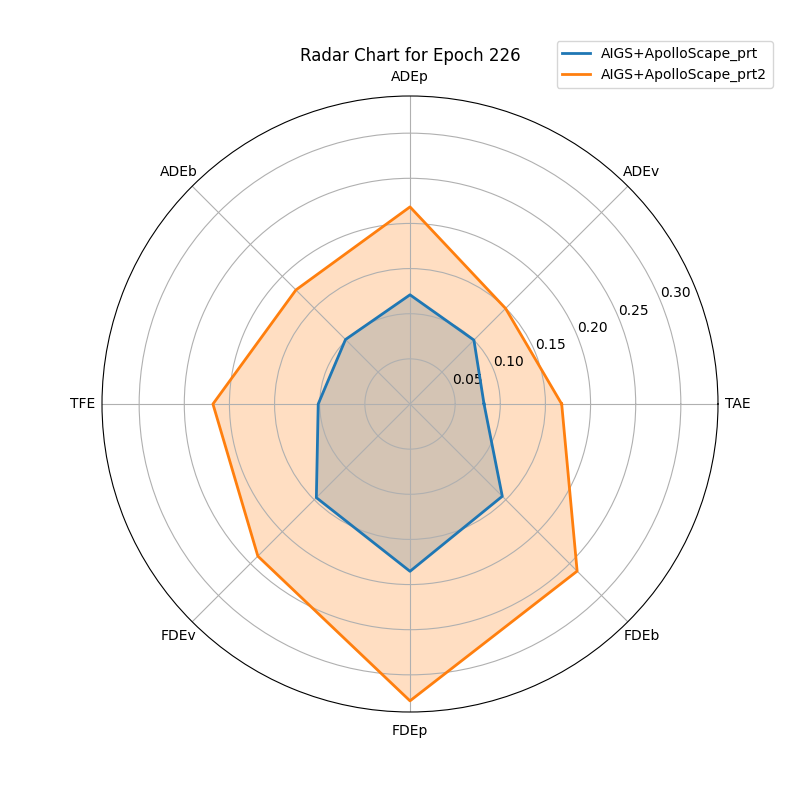 Radar Chart for Epoch 226
AIGS+ApolloScape_prt
AIGS+ApolloScape_prt2
ADEp
ADEb
ADEv
0.30
0.25
0.20
0.15
0.10
0.05
TFE
TAE
FDEv
FDEb
FDEp